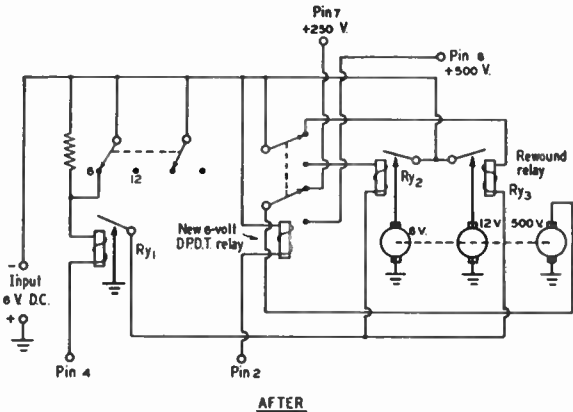 Pin 7
+250 V.
Pin 8
+500 V.
6
12
Rewound
relay
Ry2
Ry3
New 6-volt
D.P.D.T. relay
Ry1
6 V.
12 V
500 V.
-
Input
6 V. D.C.
+
Pin 4
Pin 2
AFTER